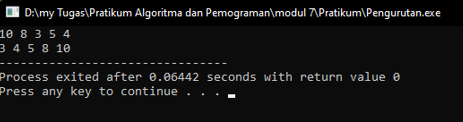 D:\my Tugas\Pratikum Algoritma dan Pemograman\modul 7\Pratikum\Pengurutan.exe
10 8 3 5 4
3 4 5 8 10
--------------------------------
Process exited after 0.06442 seconds with return value 0
Press any key to continue . . .